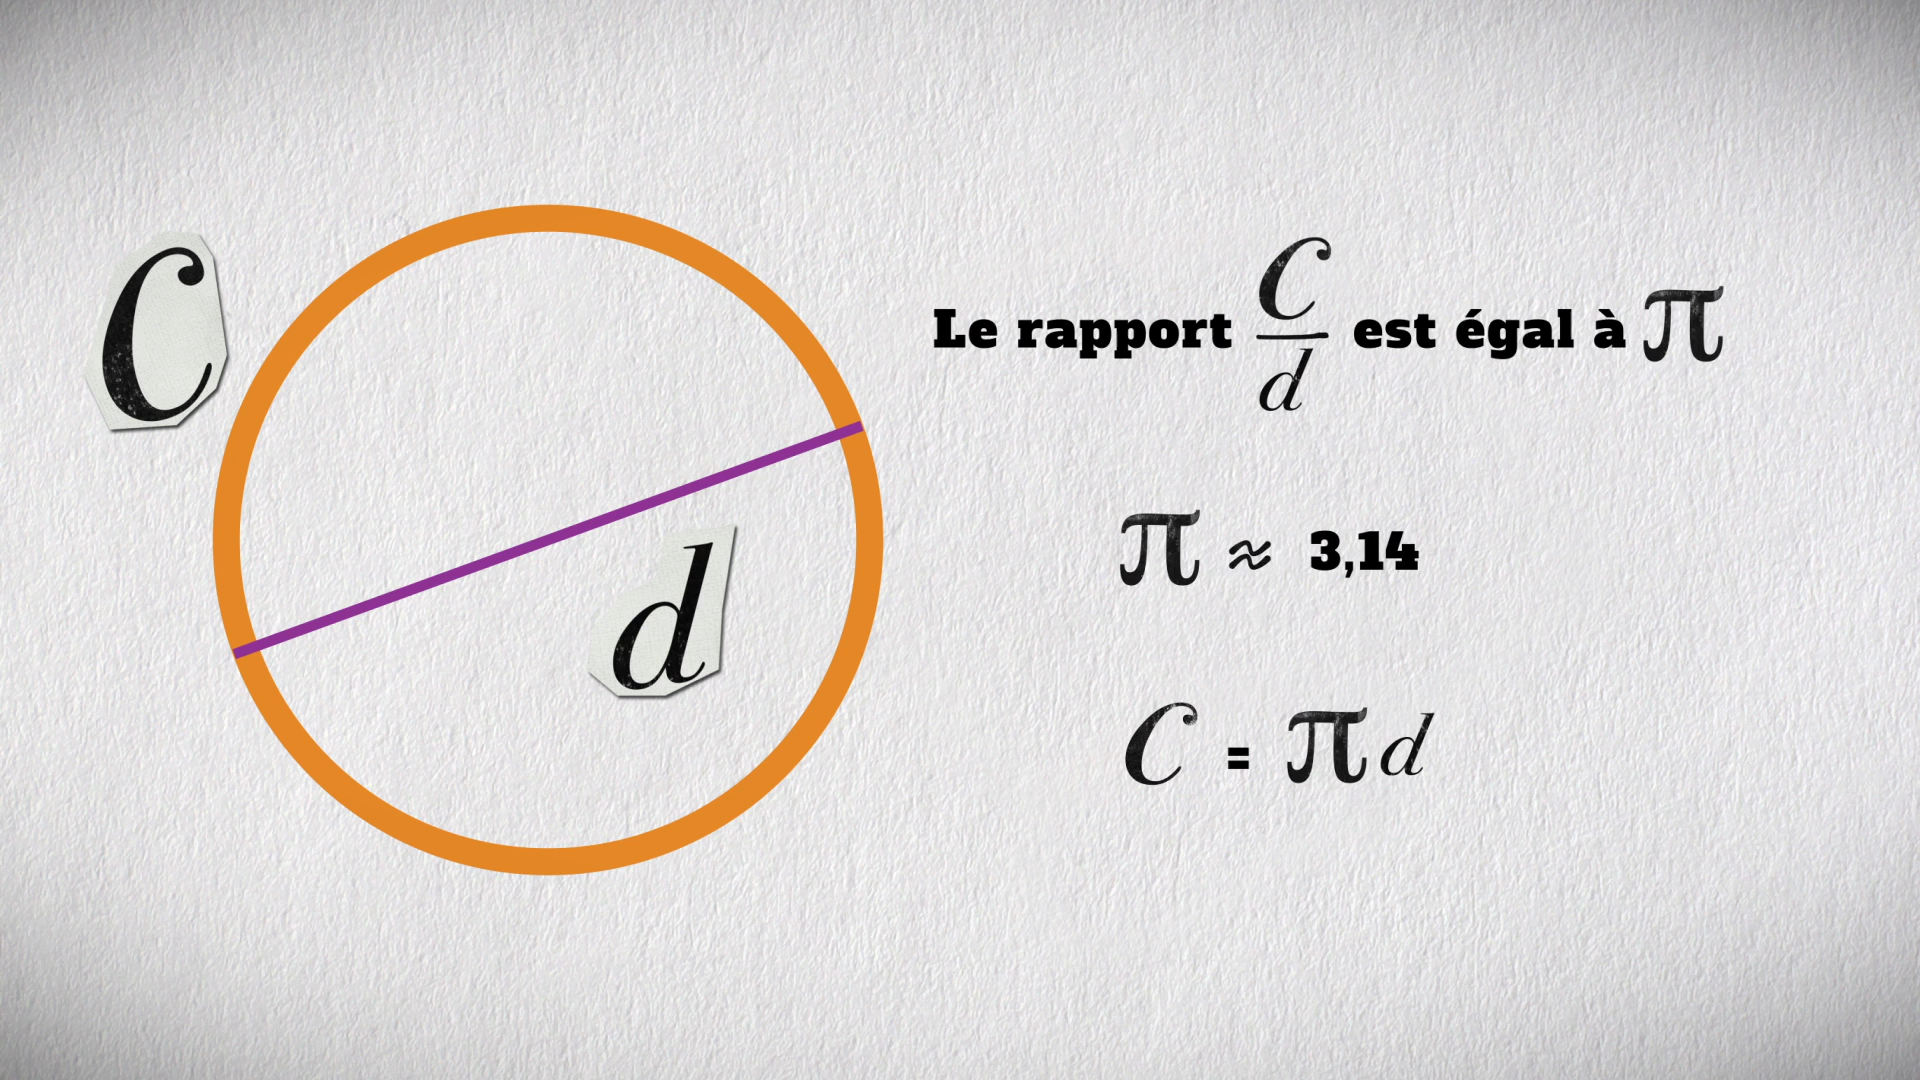 C
d
Le rapport C/d est égal à π
π ≈ 3,14
C = πd